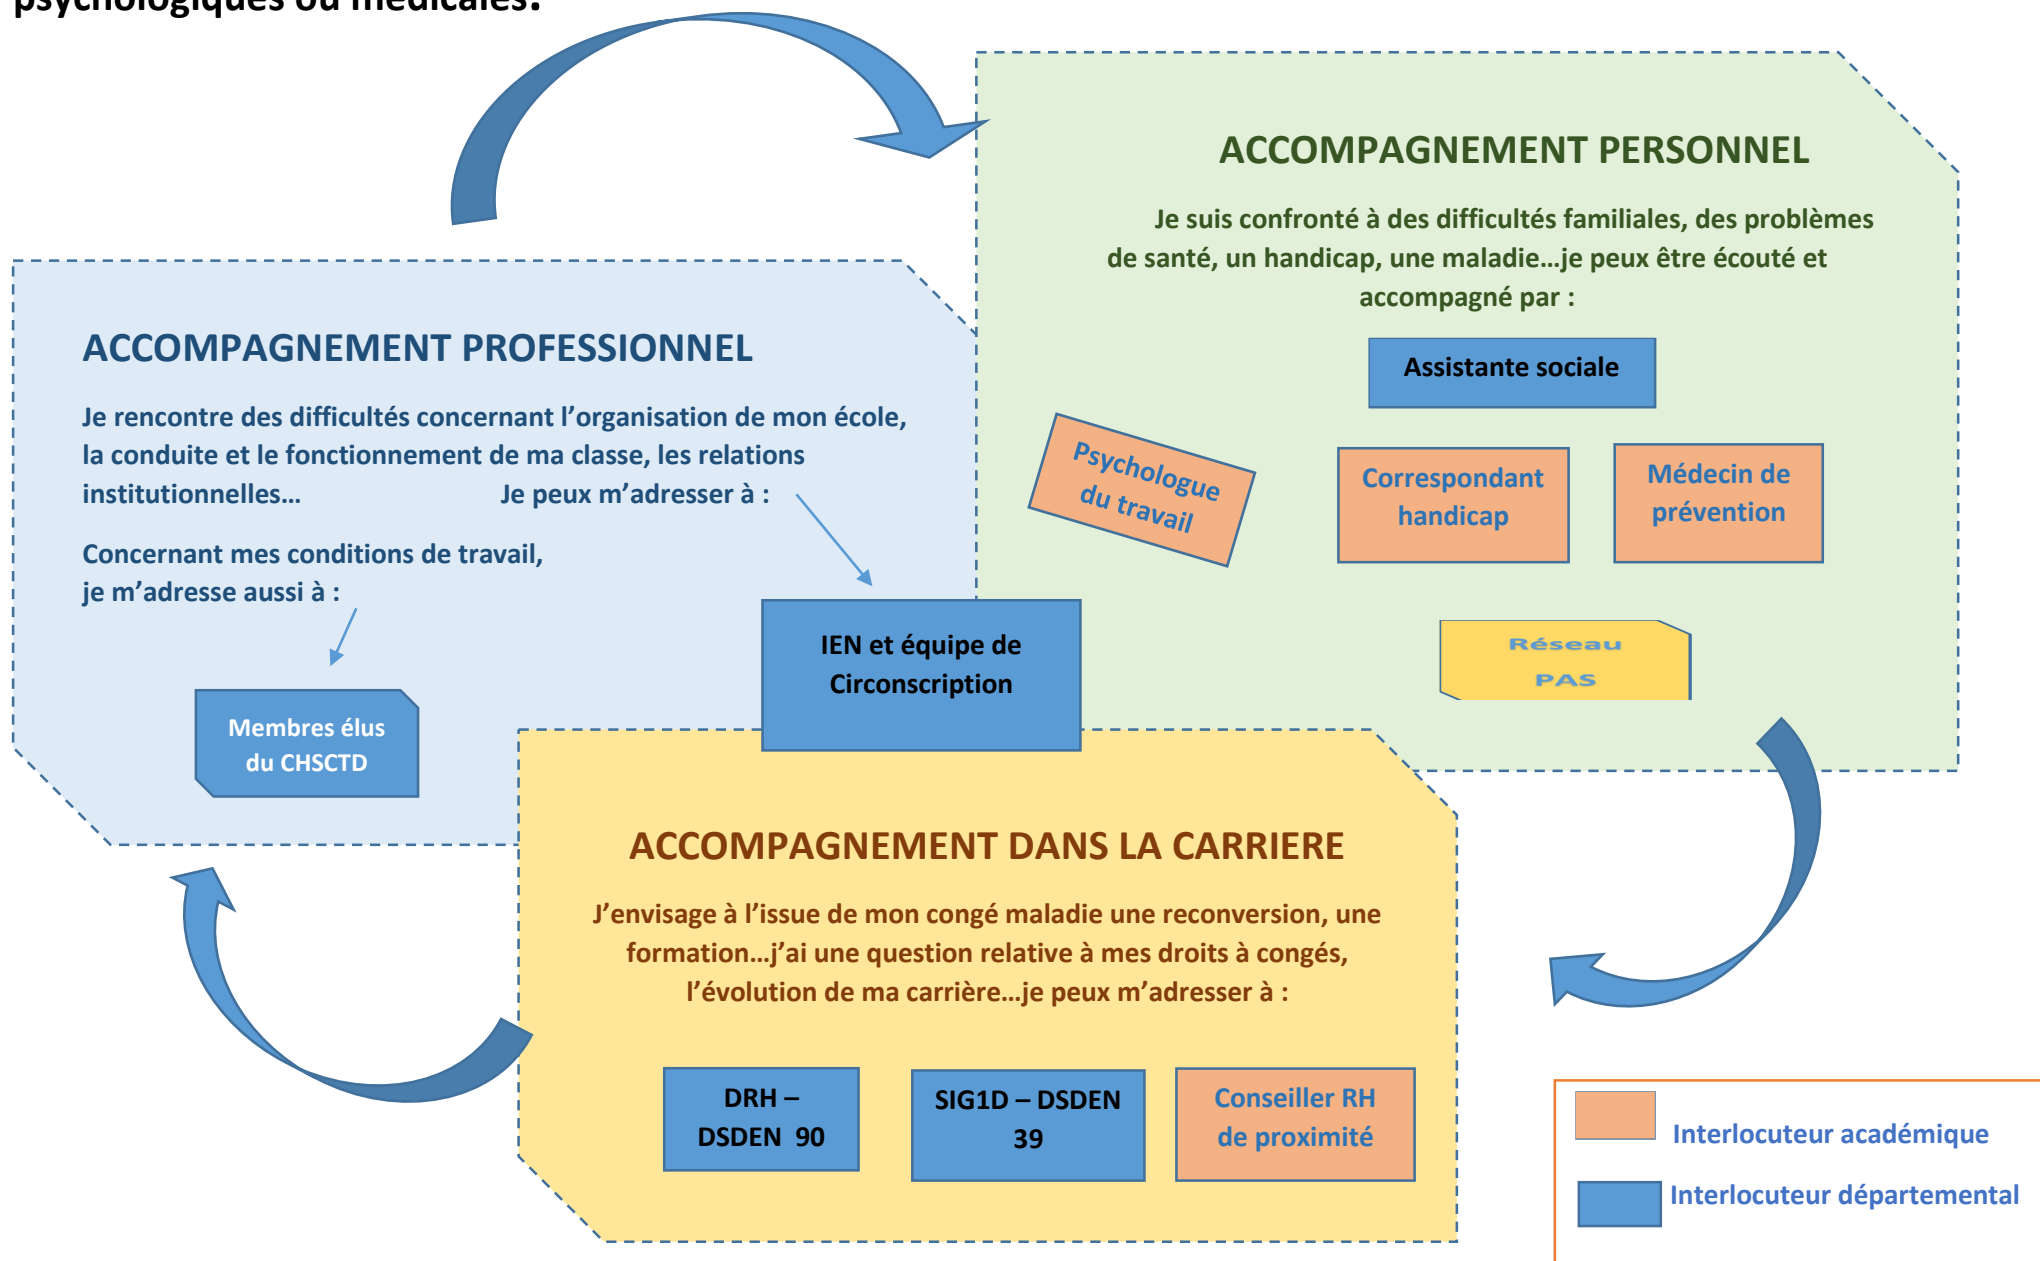 psychologiques ou médicales.
ACCOMPAGNEMENT PERSONNEL
Je suis confronté à des difficultés familiales, des problèmes
de santé, un handicap, une maladie…je peux être écouté et
accompagné par :
Assistante sociale
Psychologue
du travail
Correspondant
handicap
Médecin de
prévention
Réseau
PAS
ACCOMPAGNEMENT PROFESSIONNEL
Je rencontre des difficultés concernant l’organisation de mon école,
la conduite et le fonctionnement de ma classe, les relations
institutionnelles… Je peux m’adresser à :
Concernant mes conditions de travail,
je m’adresse aussi à :
IEN et équipe de
Circonscription
Membres élus
du CHSCTD
ACCOMPAGNEMENT DANS LA CARRIERE
J’envisage à l’issue de mon congé maladie une reconversion, une
formation…j’ai une question relative à mes droits à congés,
l’évolution de ma carrière…je peux m’adresser à :
DRH –
DSDEN 90
SIG1D – DSDEN
39
Conseiller RH
de proximité
Interlocuteur académique
Interlocuteur départemental